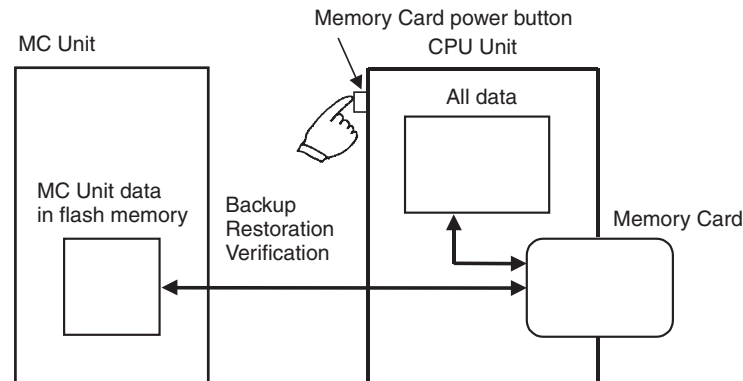 Memory Card power button
MC Unit
CPU Unit
All data
MC Unit data
in flash memory
Backup
Restoration
Verification
Memory Card